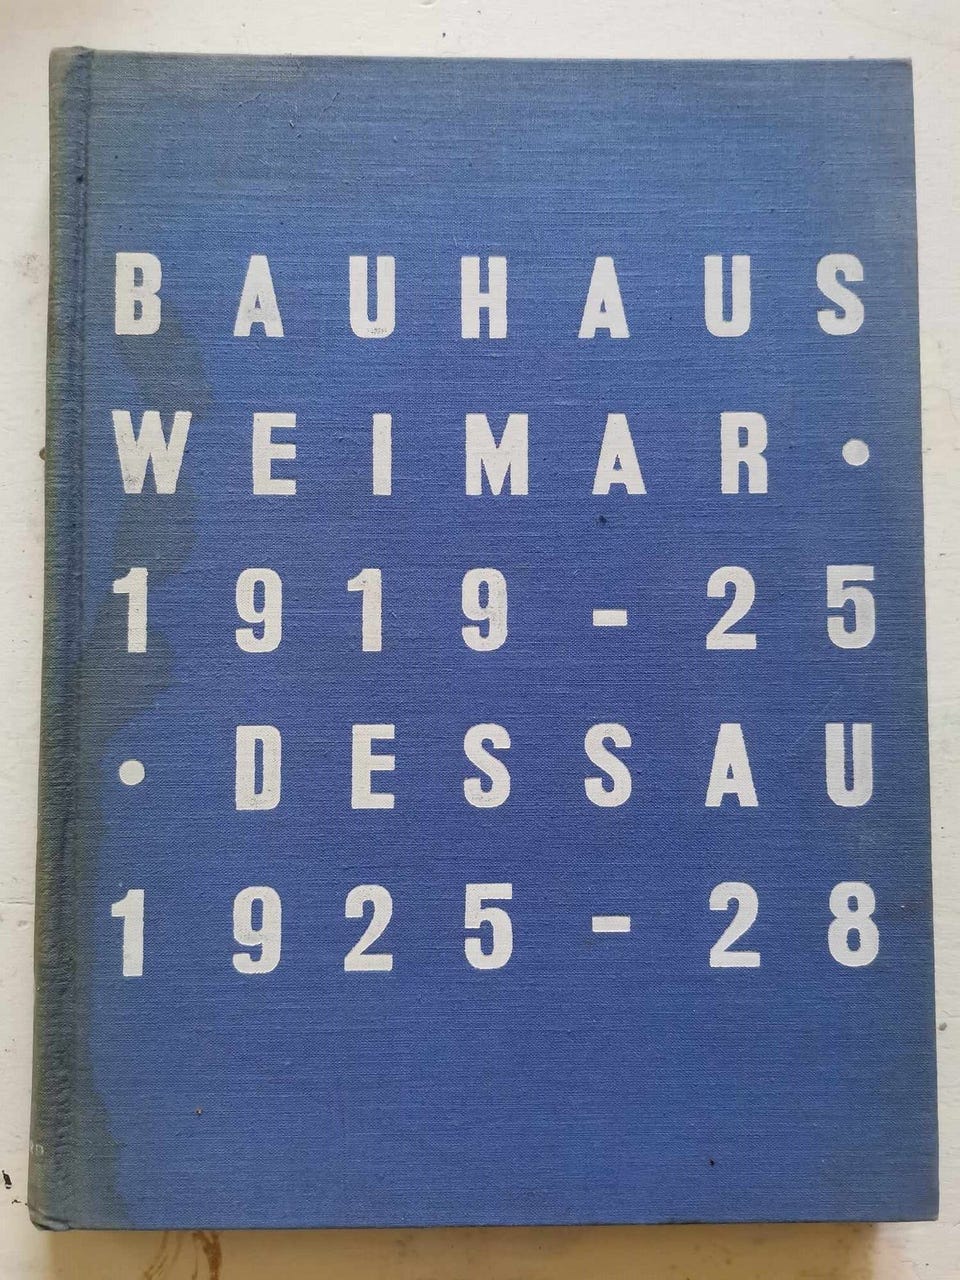 BAUHAUS
WEIMAR •
1919-25
• DESSAU
1925-28